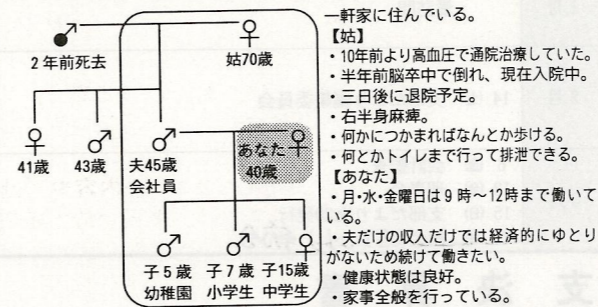 2年前死去
姑70歳
41歳
43歳
夫45歳
会社員
あなた
40歳
子5歳
幼稚園
子7歳
小学生
子15歳
中学生
一軒家に住んでいる。
【姑】
・10年前より高血圧で通院治療していた。
・半年前脳卒中で倒れ、現在入院中。
・三日後に退院予定。
・右半身麻痺。
・何かにつかまればなんとか歩ける。
・何とかトイレまで行って排泄できる。
【あなた】
・月・水・金曜日は9時～12時まで働いて
いる。
・夫だけの収入だけでは経済的にゆとり
がないため続けて働きたい。
・健康状態は良好。
・家事全般を行っている。